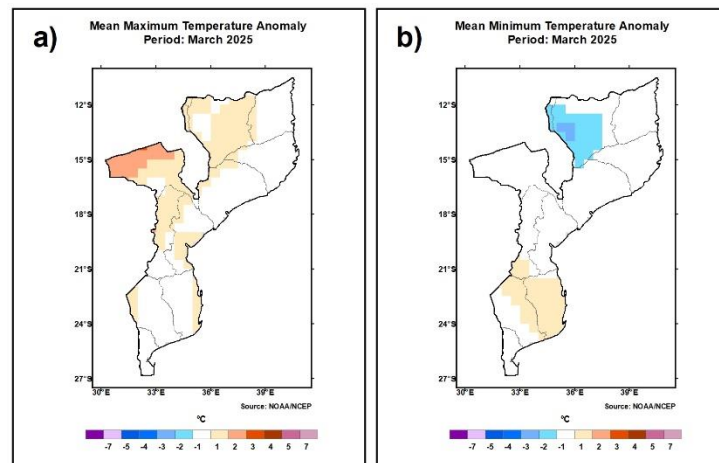 a)
Mean Maximum Temperature Anomaly
Period: March 2025
12°S
15°S
18°S
21°S
24°S
27°S
30°E 33°E 36°E 39°E
Source: NOAA/NCEP
°C
-7 -5 -4 -3 -2 -1 1 2 3 4 5 7
b)
Mean Minimum Temperature Anomaly
Period: March 2025
12°S
15°S
18°S
21°S
24°S
27°S
30°E 33°E 36°E 39°E
Source: NOAA/NCEP
°C
-7 -5 -4 -3 -2 -1 1 2 3 4 5 7